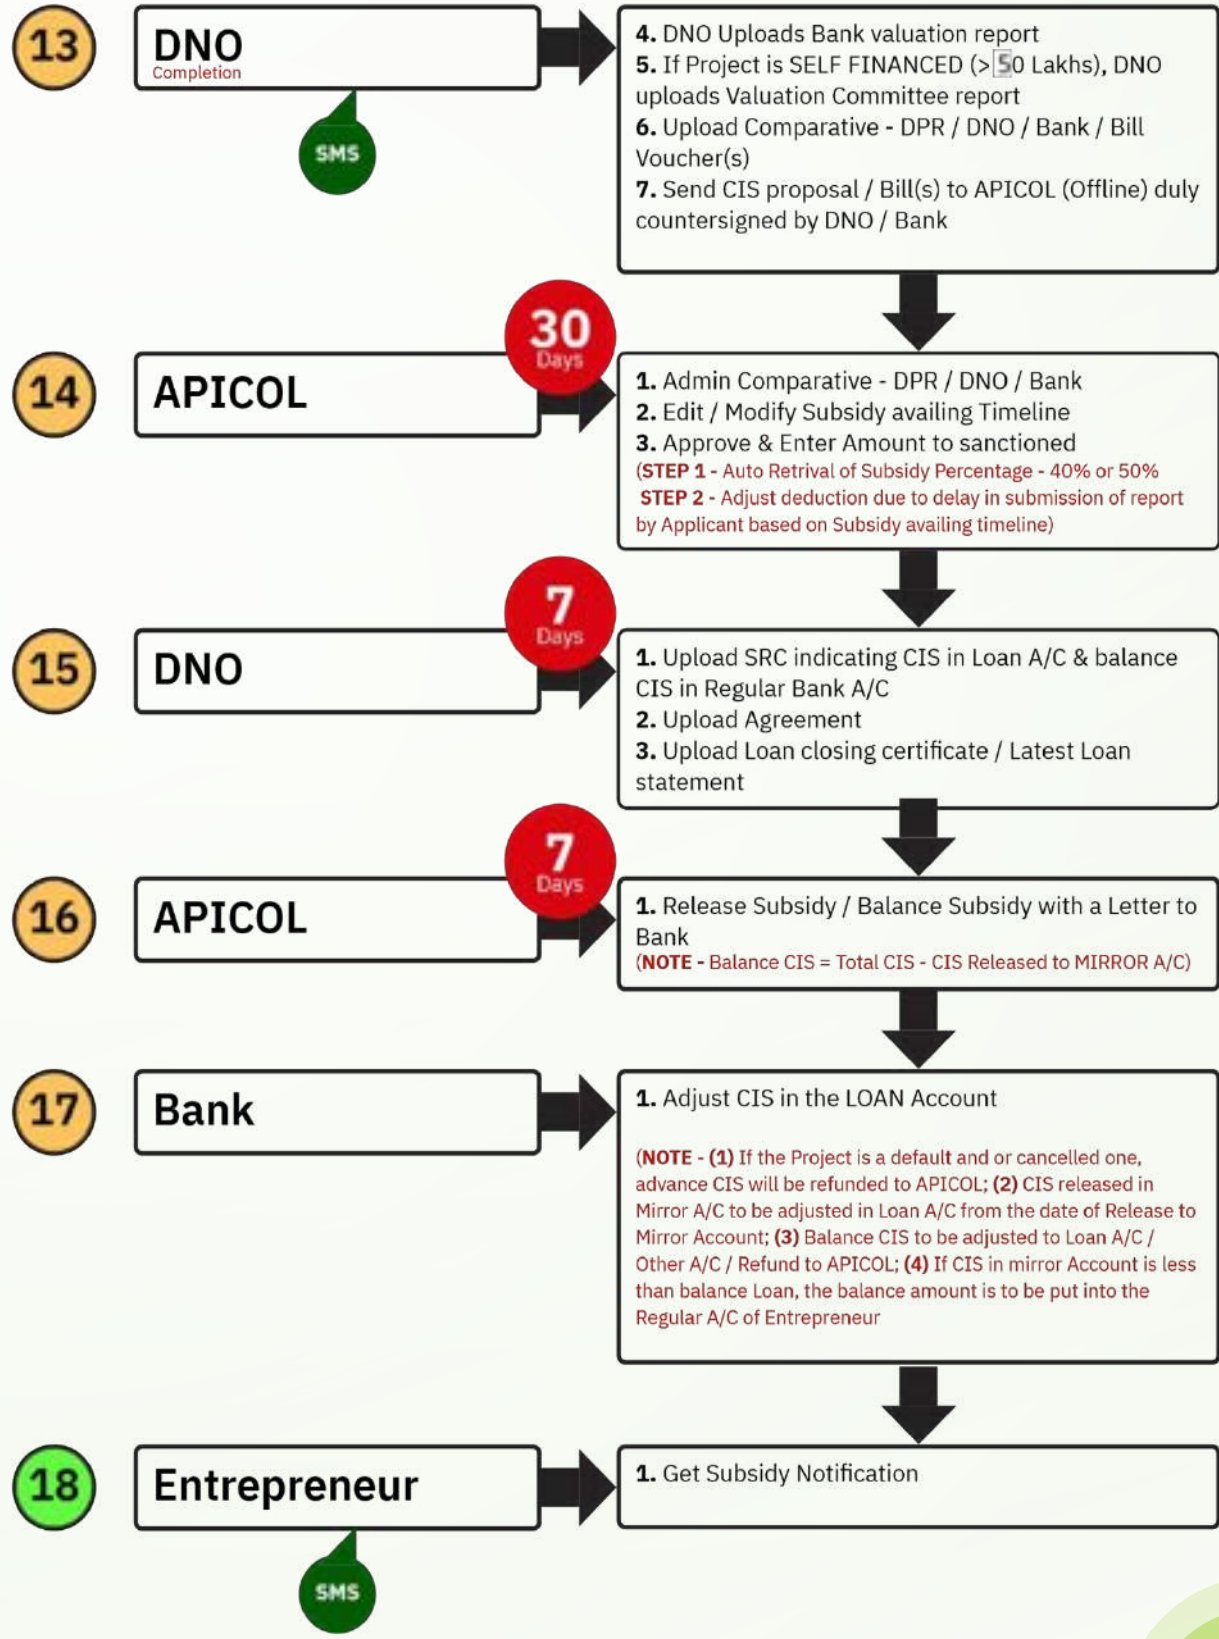 13
DNO
Completion
SMS
4. DNO Uploads Bank valuation report
5. If Project is SELF FINANCED (>50 Lakhs), DNO
uploads Valuation Committee report
6. Upload Comparative - DPR / DNO / Bank / Bill
Voucher(s)
7. Send CIS proposal / Bill(s) to APICOL (Offline) duly
countersigned by DNO / Bank
14
APICOL
30
Days
1. Admin Comparative - DPR / DNO / Bank
2. Edit / Modify Subsidy availing Timeline
3. Approve & Enter Amount to sanctioned
(STEP 1 - Auto Retrival of Subsidy Percentage - 40% or 50%
STEP 2 - Adjust deduction due to delay in submission of report
by Applicant based on Subsidy availing timeline)
15
DNO
7
Days
1. Upload SRC indicating CIS in Loan A/C & balance
CIS in Regular Bank A/C
2. Upload Agreement
3. Upload Loan closing certificate / Latest Loan
statement
16
APICOL
7
Days
1. Release Subsidy / Balance Subsidy with a Letter to
Bank
(NOTE - Balance CIS = Total CIS - CIS Released to MIRROR A/C)
17
Bank
1. Adjust CIS in the LOAN Account
(NOTE - (1) If the Project is a default and or cancelled one,
advance CIS will be refunded to APICOL; (2) CIS released in
Mirror A/C to be adjusted in Loan A/C from the date of Release to
Mirror Account; (3) Balance CIS to be adjusted to Loan A/C /
Other A/C / Refund to APICOL; (4) If CIS in mirror Account is less
than balance Loan, the balance amount is to be put into the
Regular A/C of Entrepreneur
18
Entrepreneur
SMS
1. Get Subsidy Notification